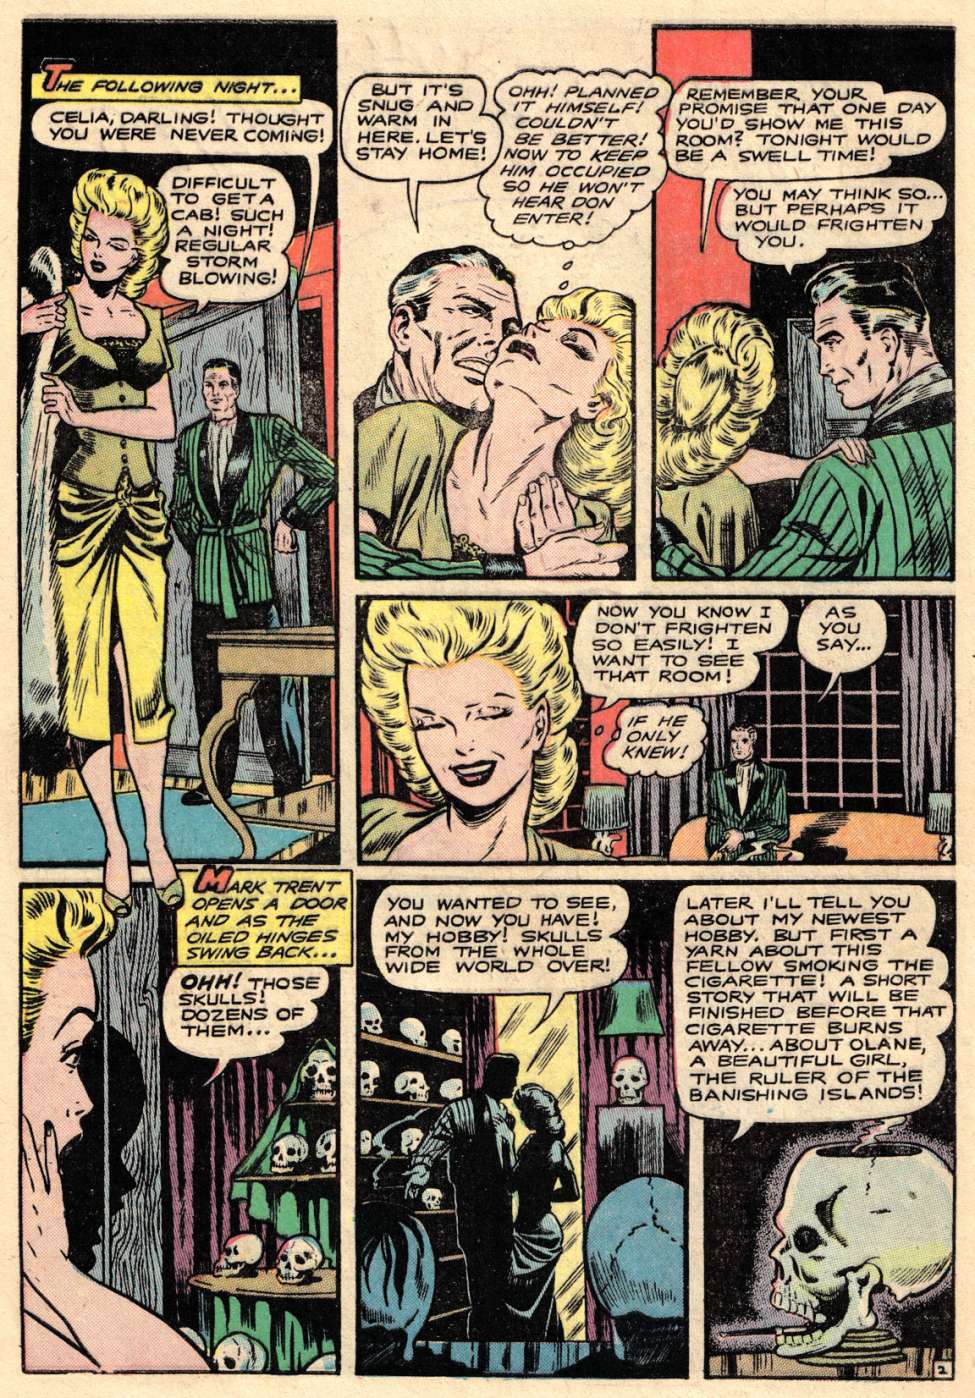 THE FOLLOWING NIGHT...
CELIA, DARLING! THOUGHT
YOU WERE NEVER COMING!
DIFFICULT
TO GET A
CAB! SUCH
A NIGHT!
REGULAR
STORM
BLOWING!
BUT IT'S
SNUG AND
WARM IN
HERE. LET'S
STAY HOME!
OHH! PLANNED
IT HIMSELF!
COULDN'T
BE BETTER!
NOW TO KEEP
HIM OCCUPIED
SO HE WON'T
HEAR DON
ENTER!
REMEMBER YOUR
PROMISE THAT ONE DAY
YOU'D SHOW ME THIS
ROOM? TONIGHT WOULD
BE A SWELL TIME!
YOU MAY THINK SO...
BUT PERHAPS IT
WOULD FRIGHTEN
YOU.
NOW YOU KNOW I
DON'T FRIGHTEN
SO EASILY! I
WANT TO SEE
THAT ROOM!
IF HE
ONLY
KNEW!
AS
YOU
SAY...
MARK TRENT
OPENS A DOOR
AND AS THE
OILED HINGES
SWING BACK...
OHH! THOSE
SKULLS!
DOZENS OF
THEM...
YOU WANTED TO SEE,
AND NOW YOU HAVE!
MY HOBBY! SKULLS
FROM THE WHOLE
WIDE WORLD OVER!
LATER I'LL TELL YOU
ABOUT MY NEWEST
HOBBY. BUT FIRST A
YARN ABOUT THIS
FELLOW SMOKING THE
CIGARETTE! A SHORT
STORY THAT WILL BE
FINISHED BEFORE THAT
CIGARETTE BURNS
AWAY... ABOUT OLANE,
A BEAUTIFUL GIRL,
THE RULER OF THE
BANISHING ISLANDS!
2